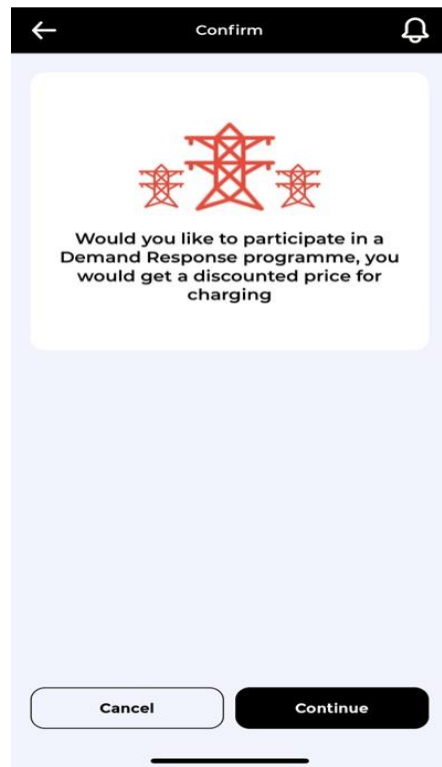 Confirm
Would you like to participate in a
Demand Response programme, you
would get a discounted price for
charging
Cancel
Continue